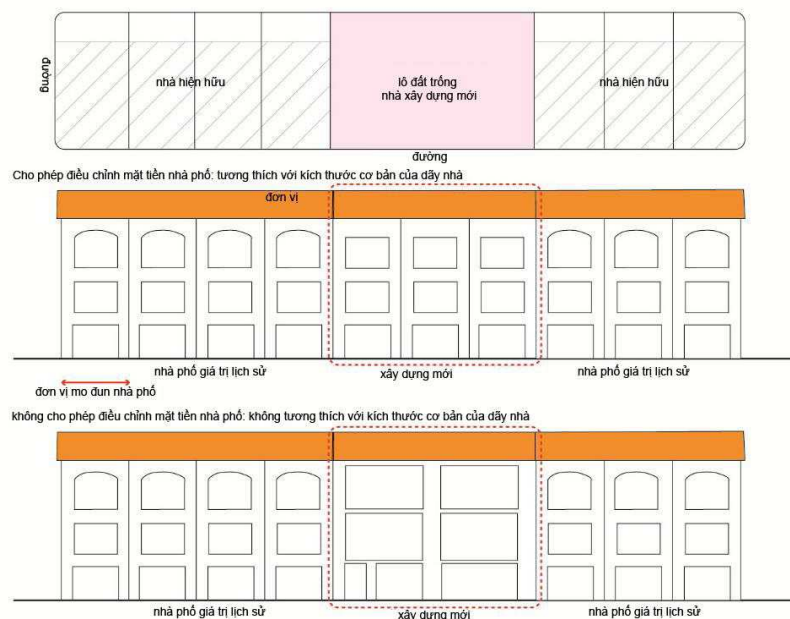 đường
nhà hiện hữu
lô đất trống
nhà xây dựng mới
nhà hiện hữu
đường
Cho phép điều chỉnh mặt tiền nhà phố: tương thích với kích thước cơ bản của dãy nhà
đơn vị
nhà phố giá trị lịch sử
xây dựng mới
nhà phố giá trị lịch sử
đơn vị mo đun nhà phố
không cho phép điều chỉnh mặt tiền nhà phố: không tương thích với kích thước cơ bản của dãy nhà
nhà phố giá trị lịch sử
xây dựng mới
nhà phố giá trị lịch sử